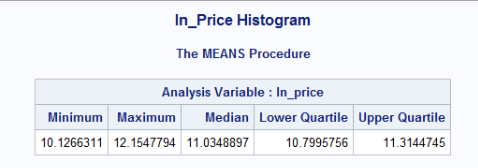 ln_Price Histogram
The MEANS Procedure
Analysis Variable : ln_price
Minimum Maximum Median Lower Quartile Upper Quartile
10.1266311 12.1547794 11.0348897 10.7995756 11.3144745